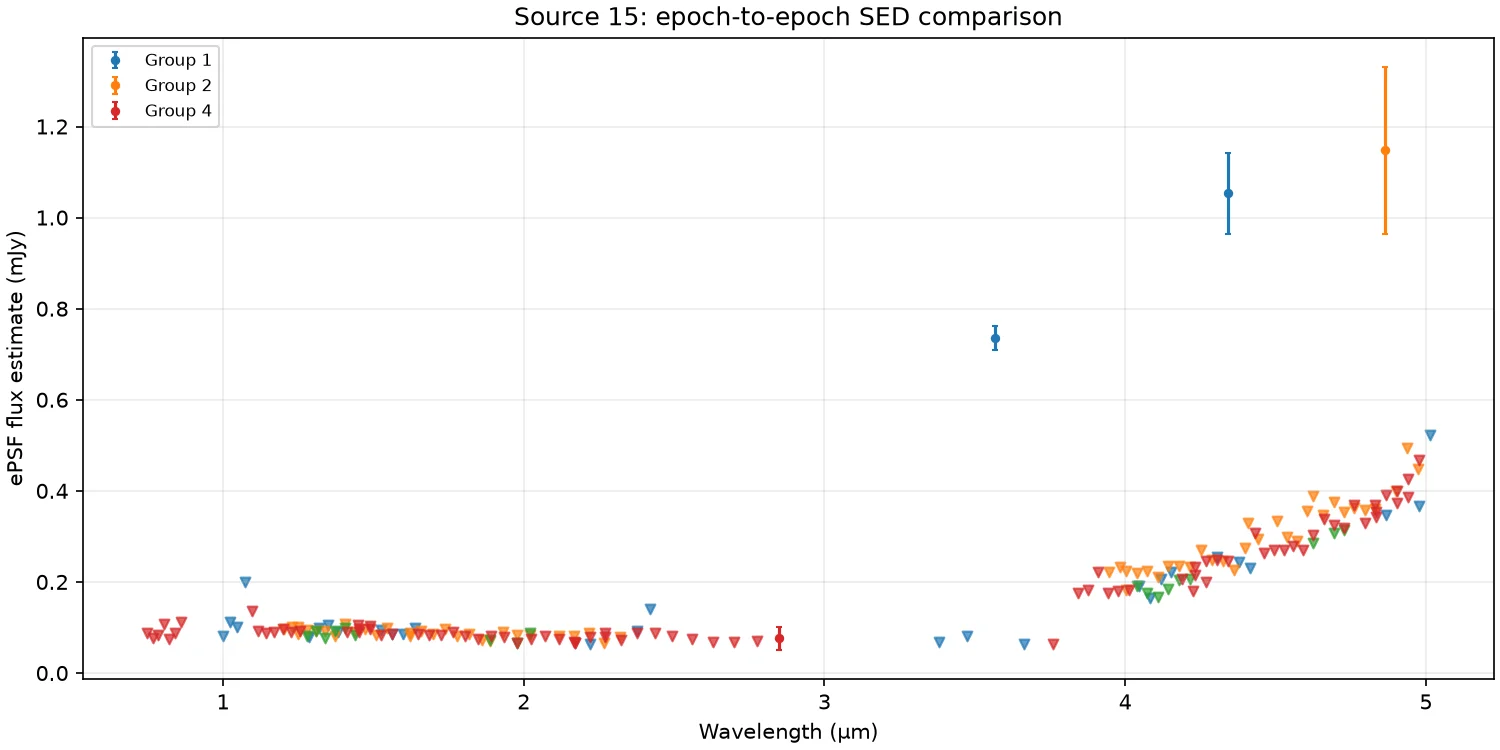 Source 15: epoch-to-epoch SED comparison
Group 1
Group 2
Group 4
ePSF flux estimate (mJy)
1.2
1.0
0.8
0.6
0.4
0.2
0.0
1 2 3 4 5
Wavelength (µm)